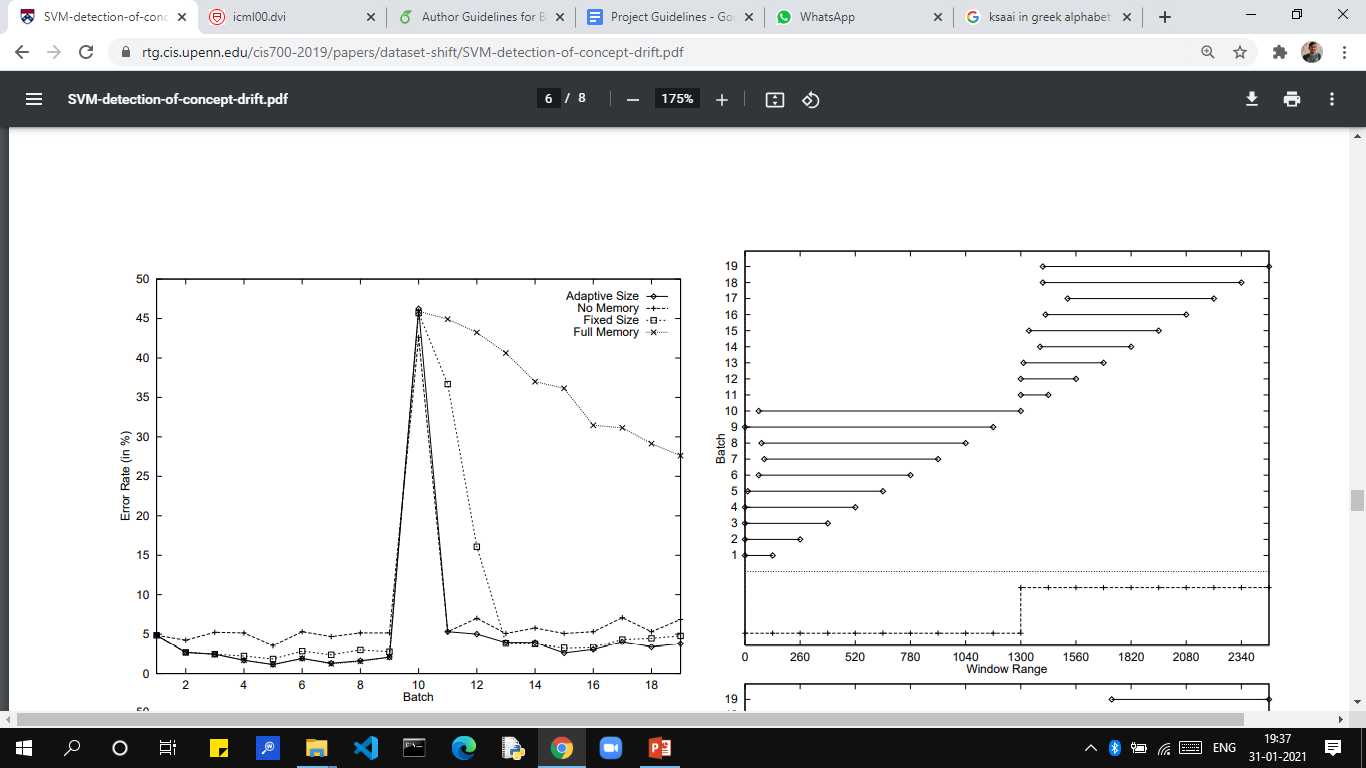 SVM-detection-of-conc
icml00.dvi
Author Guidelines for B
Project Guidelines - Goo
WhatsApp
ksaai in greek alphabet
rtg.cis.upenn.edu/cis700-2019/papers/dataset-shift/SVM-detection-of-concept-drift.pdf
SVM-detection-of-concept-drift.pdf
6 / 8
175%
50
45
40
35
30
25
20
15
10
5
0
Error Rate (in %)
Adaptive Size
No Memory
Fixed Size
Full Memory
2 4 6 8 10 12 14 16 18
Batch
19
18
17
16
15
14
13
12
11
10
9
8
7
6
5
4
3
2
1
Batch
0 260 520 780 1040 1300 1560 1820 2080 2340
Window Range
50
19
ENG
19:37
31-01-2021